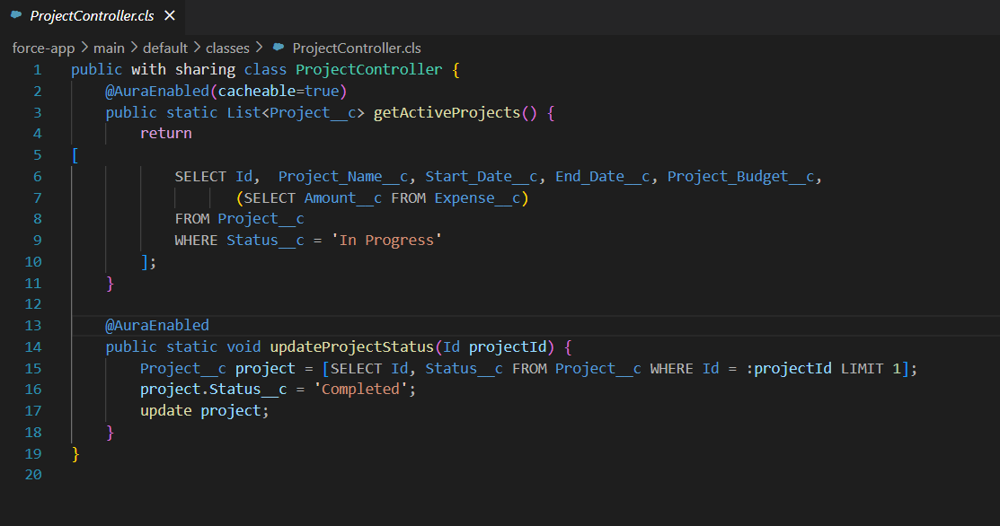 ProjectController.cls ✕
force-app > main > default > classes > ProjectController.cls
1 public with sharing class ProjectController {
2     @AuraEnabled(cacheable=true)
3     public static List<Project__c> getActiveProjects() {
4         return
5 [
6             SELECT Id,  Project_Name__c, Start_Date__c, End_Date__c, Project_Budget__c,
7                    (SELECT Amount__c FROM Expense__c)
8             FROM Project__c
9             WHERE Status__c = 'In Progress'
10         ];
11     }
12
13     @AuraEnabled
14     public static void updateProjectStatus(Id projectId) {
15         Project__c project = [SELECT Id, Status__c FROM Project__c WHERE Id = :projectId LIMIT 1];
16         project.Status__c = 'Completed';
17         update project;
18     }
19 }
20